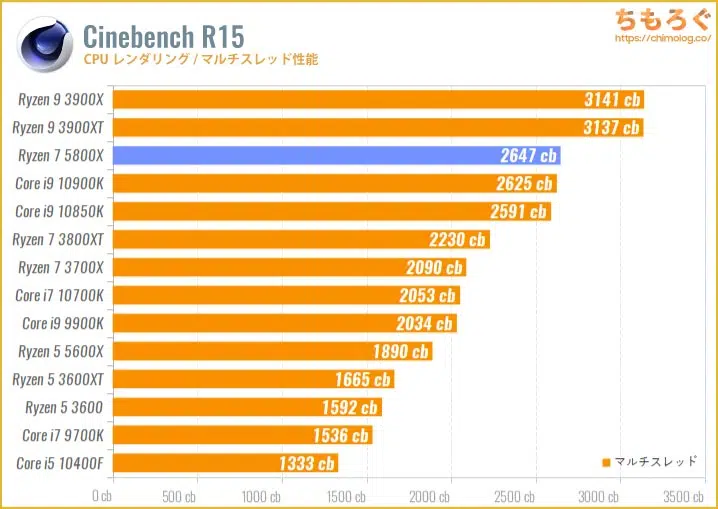 ちもろぐ
https://chimolog.co/
Cinebench R15
CPU レンダリング / マルチスレッド性能
Ryzen 9 3900X 3141 cb
Ryzen 9 3900XT 3137 cb
Ryzen 7 5800X 2647 cb
Core i9 10900K 2625 cb
Core i9 10850K 2591 cb
Ryzen 7 3800XT 2230 cb
Ryzen 7 3700X 2090 cb
Core i7 10700K 2053 cb
Core i9 9900K 2034 cb
Ryzen 5 5600X 1890 cb
Ryzen 5 3600XT 1665 cb
Ryzen 5 3600 1592 cb
Core i7 9700K 1536 cb
Core i5 10400F 1333 cb
マルチスレッド
0 cb 500 cb 1000 cb 1500 cb 2000 cb 2500 cb 3000 cb 3500 cb